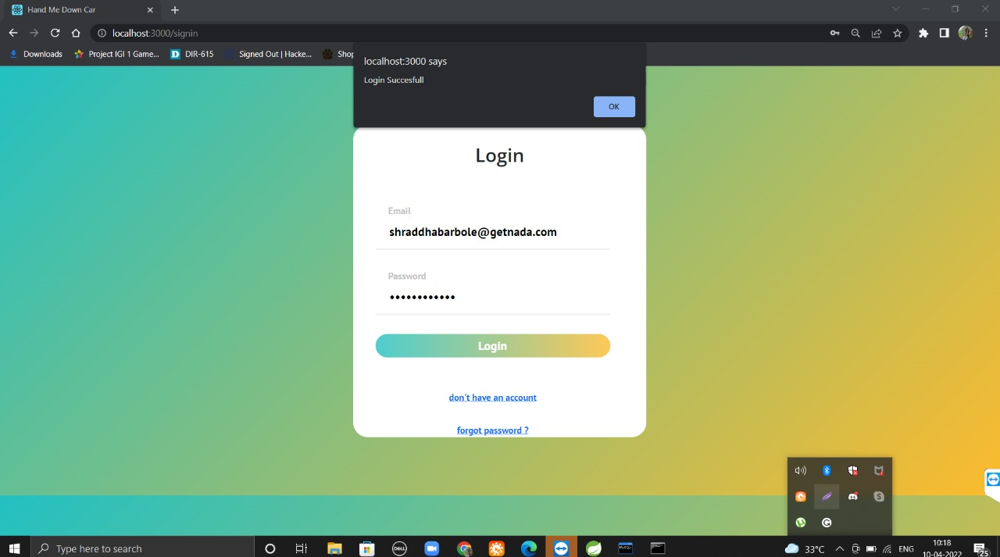 Hand Me Down Car
localhost:3000/signin
Downloads
Project IGI 1 Game...
DIR-615
Signed Out | Hacke...
Shop
localhost:3000 says
Login Succesfull
OK
Login
Email
shraddhabarbole@getnada.com
Password
Login
don't have an account
forgot password ?
Type here to search
DELL
33°C
ENG
10:18
10-04-2022
25